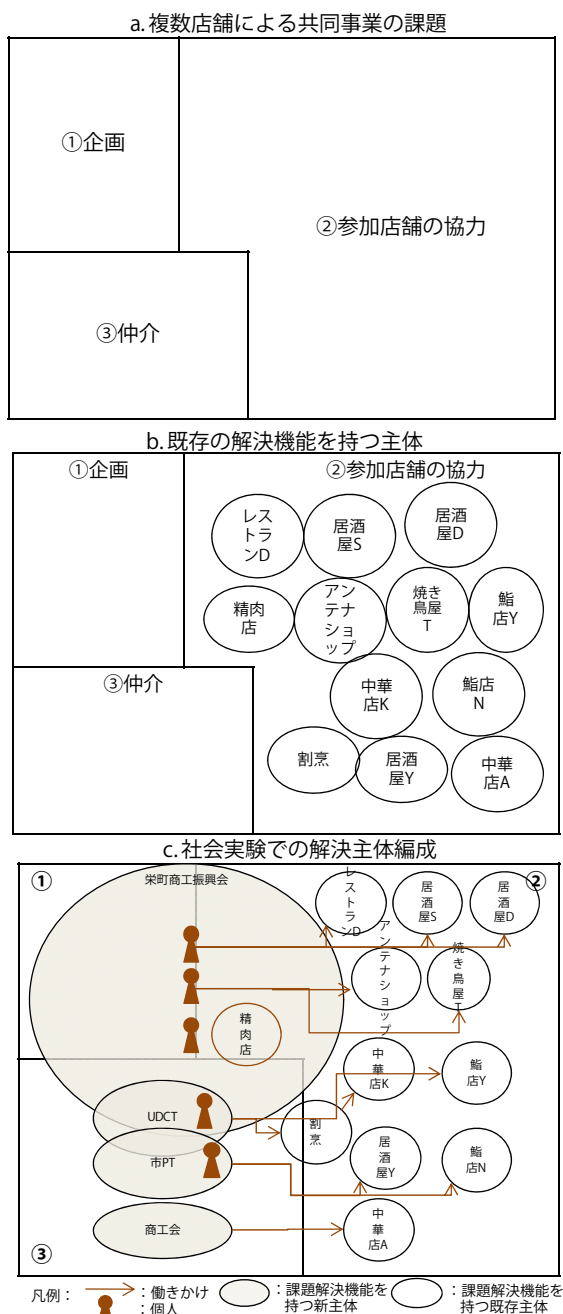 a.複数店舗による共同事業の課題
①企画
②参加店舗の協力
③仲介
b.既存の解決機能を持つ主体
①企画
②参加店舗の協力
レス
トラ
ンD
居酒
屋S
居酒
屋D
精肉
店
アン
テナ
ショ
ップ
焼き
鳥屋
T
鮨
店Y
③仲介
中華
店K
鮨店
N
割烹
居酒
屋Y
中華
店A
c.社会実験での解決主体編成
①
栄町商工振興会
②
レストランD
居酒屋S
居酒屋D
アンテナショップ
焼き鳥屋T
精肉店
中華店K
鮨店Y
UDCT
割烹
市PT
居酒屋Y
鮨店N
商工会
中華店A
③
凡例：
：働きかけ
：個人
：課題解決機能を
持つ新主体
：課題解決機能を
持つ既存主体